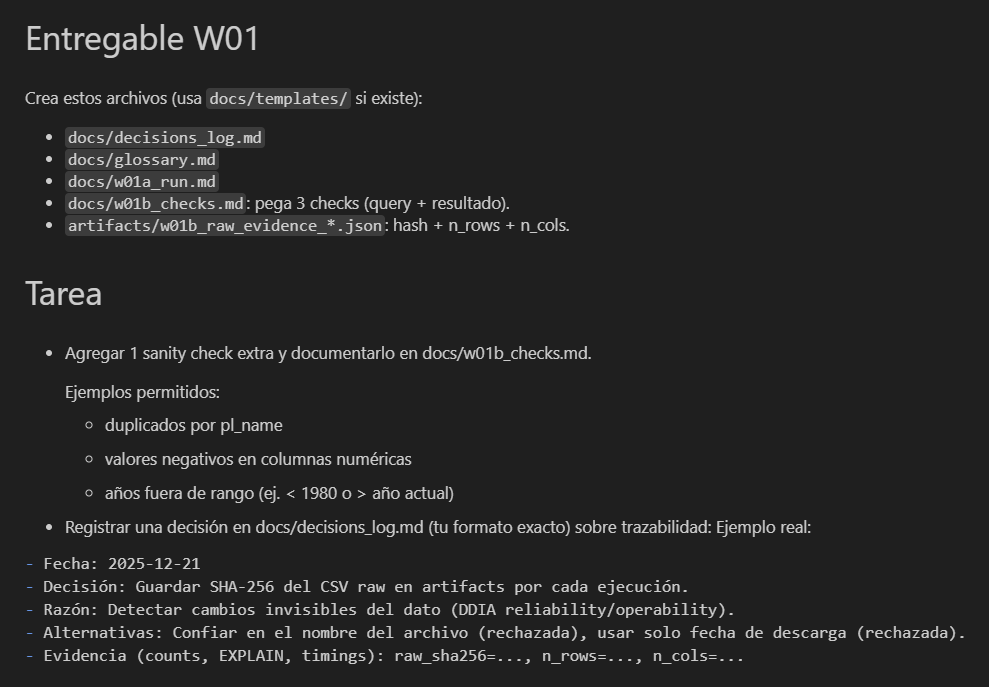 Entregable W01
Crea estos archivos (usa docs/templates/ si existe):
• docs/decisions_log.md
• docs/glossary.md
• docs/w01a_run.md
• docs/w01b_checks.md: pega 3 checks (query + resultado).
• artifacts/w01b_raw_evidence_*.json: hash + n_rows + n_cols.
Tarea
• Agregar 1 sanity check extra y documentarlo en docs/w01b_checks.md.
Ejemplos permitidos:
◦ duplicados por pl_name
◦ valores negativos en columnas numéricas
◦ años fuera de rango (ej. < 1980 o > año actual)
• Registrar una decisión en docs/decisions_log.md (tu formato exacto) sobre trazabilidad: Ejemplo real:
- Fecha: 2025-12-21
- Decisión: Guardar SHA-256 del CSV raw en artifacts por cada ejecución.
- Razón: Detectar cambios invisibles del dato (DDIA reliability/operability).
- Alternativas: Confiar en el nombre del archivo (rechazada), usar solo fecha de descarga (rechazada).
- Evidencia (counts, EXPLAIN, timings): raw_sha256=..., n_rows=..., n_cols=...